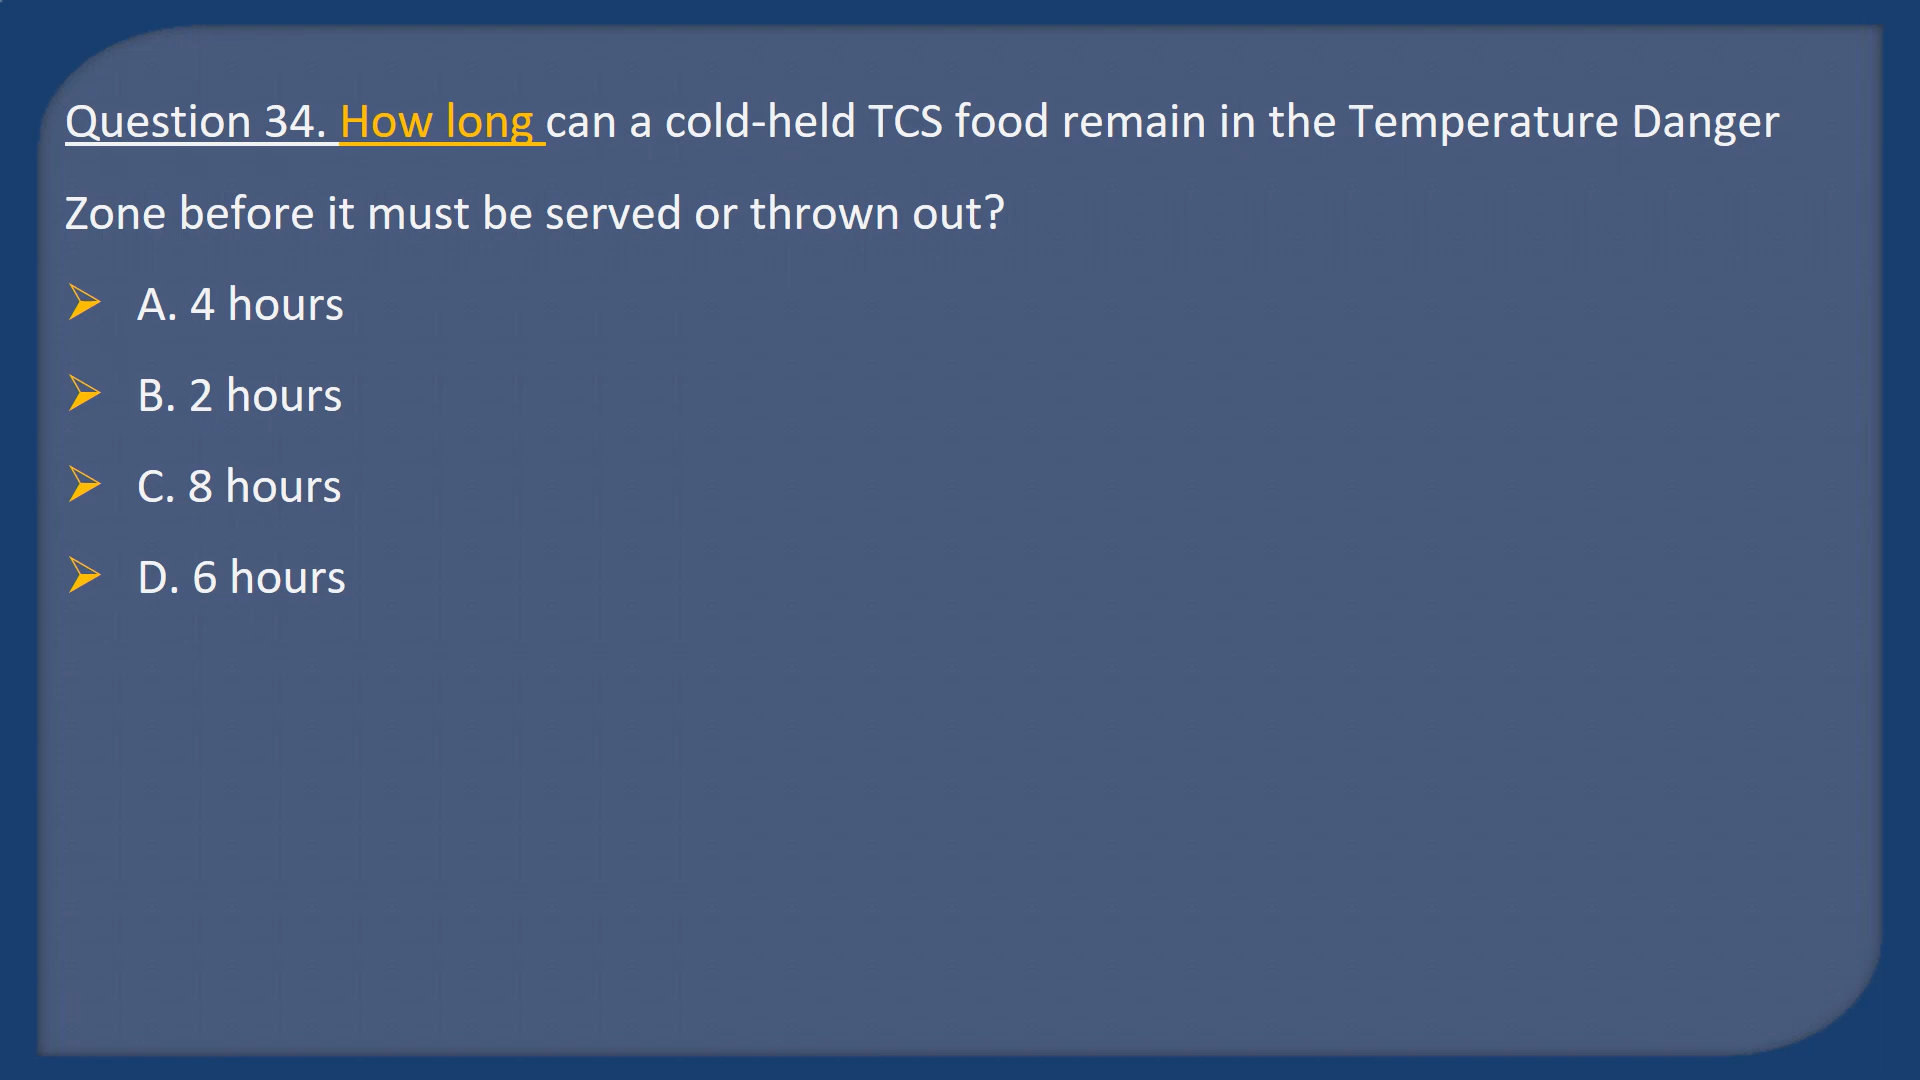 Question 34. How long can a cold-held TCS food remain in the Temperature Danger
Zone before it must be served or thrown out?
A. 4 hours
B. 2 hours
C. 8 hours
D. 6 hours